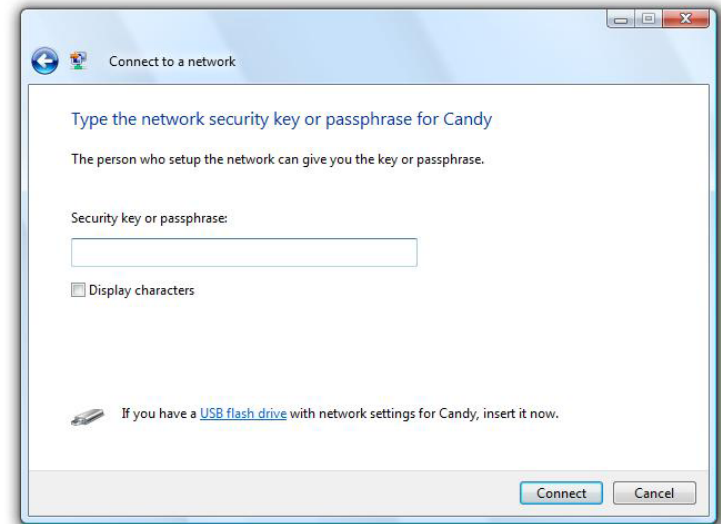 Connect to a network
Type the network security key or passphrase for Candy
The person who setup the network can give you the key or passphrase.
Security key or passphrase:
Display characters
If you have a USB flash drive with network settings for Candy, insert it now.
Connect Cancel